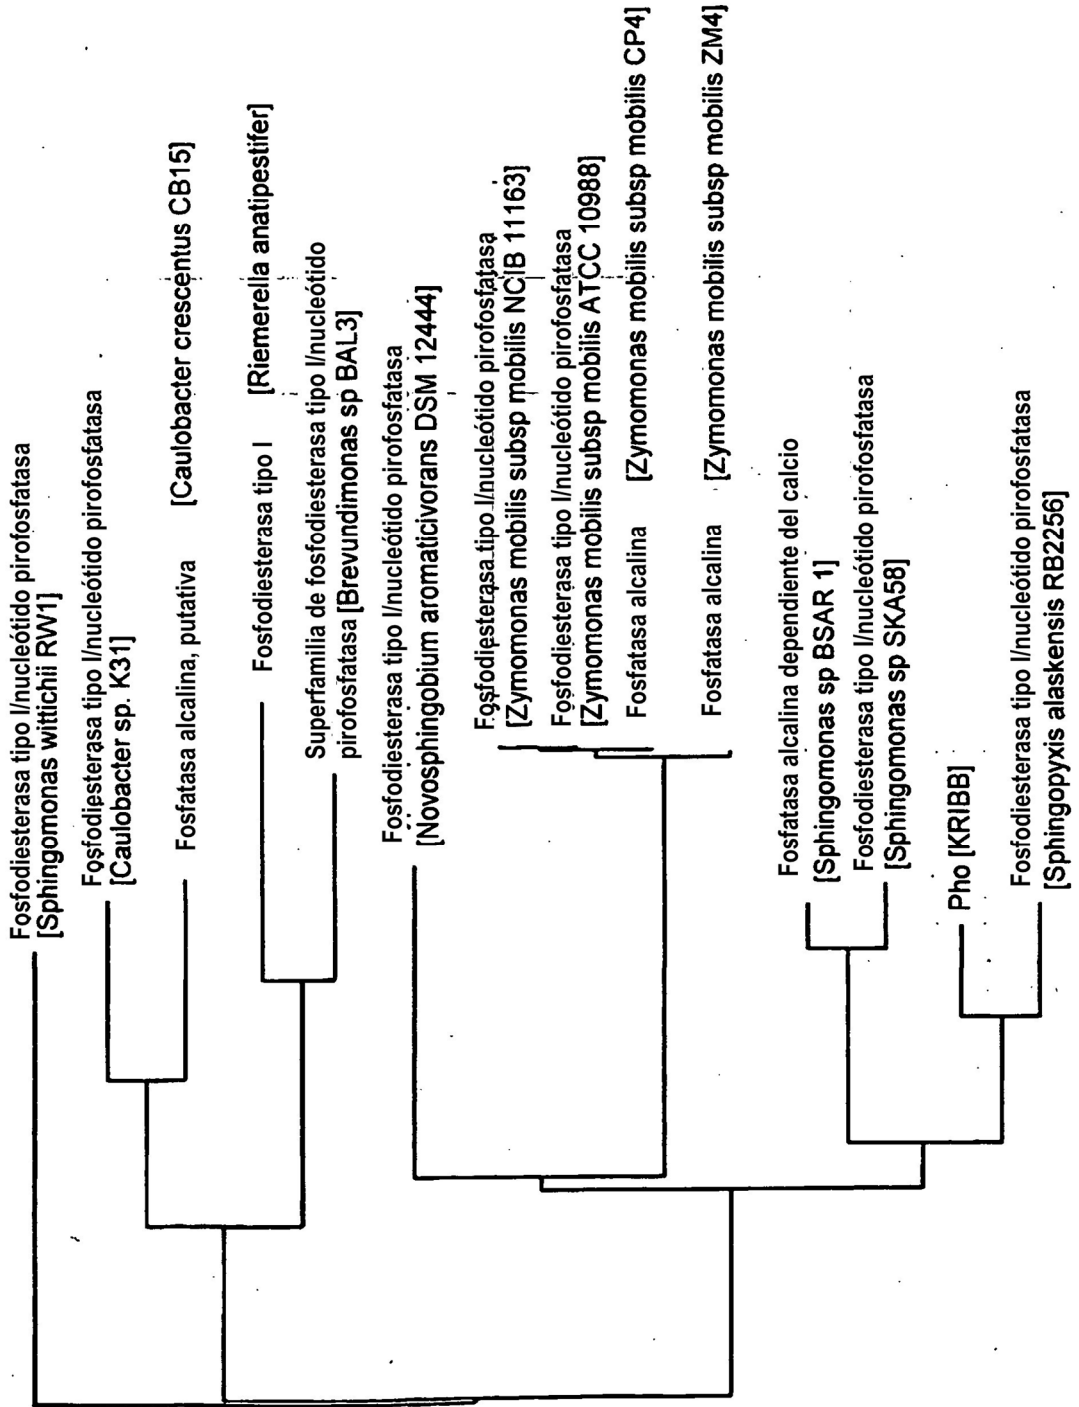 Fosfodiesterasa tipo I/nucleótido pirofosfatasa
[Sphingomonas wittichii RW1]
Fosfodiesterasa tipo I/nucleótido pirofosfatasa
[Caulobacter sp. K31]
Fosfatasa alcalina, putativa [Caulobacter crescentus CB15]
Fosfodiesterasa tipo I [Riemerella anatipestifer]
Superfamilia de fosfodiesterasa tipo I/nucleótido
pirofosfatasa [Brevundimonas sp BAL3]
Fosfodiesterasa tipo I/nucleótido pirofosfatasa
[Novosphingobium aromaticivorans DSM 12444]
Fosfodiesterasa tipo I/nucleótido pirofosfatasa
[Zymomonas mobilis subsp mobilis NCIB 11163]
Fosfodiesterasa tipo I/nucleótido pirofosfatasa
[Zymomonas mobilis subsp mobilis ATCC 10988]
Fosfatasa alcalina [Zymomonas mobilis subsp mobilis CP4]
Fosfatasa alcalina [Zymomonas mobilis subsp mobilis ZM4]
Fosfatasa alcalina dependiente del calcio
[Sphingomonas sp BSAR 1]
Fosfodiesterasa tipo I/nucleótido pirofosfatasa
[Sphingomonas sp SKA58]
Pho [KRIBB]
Fosfodiesterasa tipo I/nucleótido pirofosfatasa
[Sphingopyxis alaskensis RB2256]